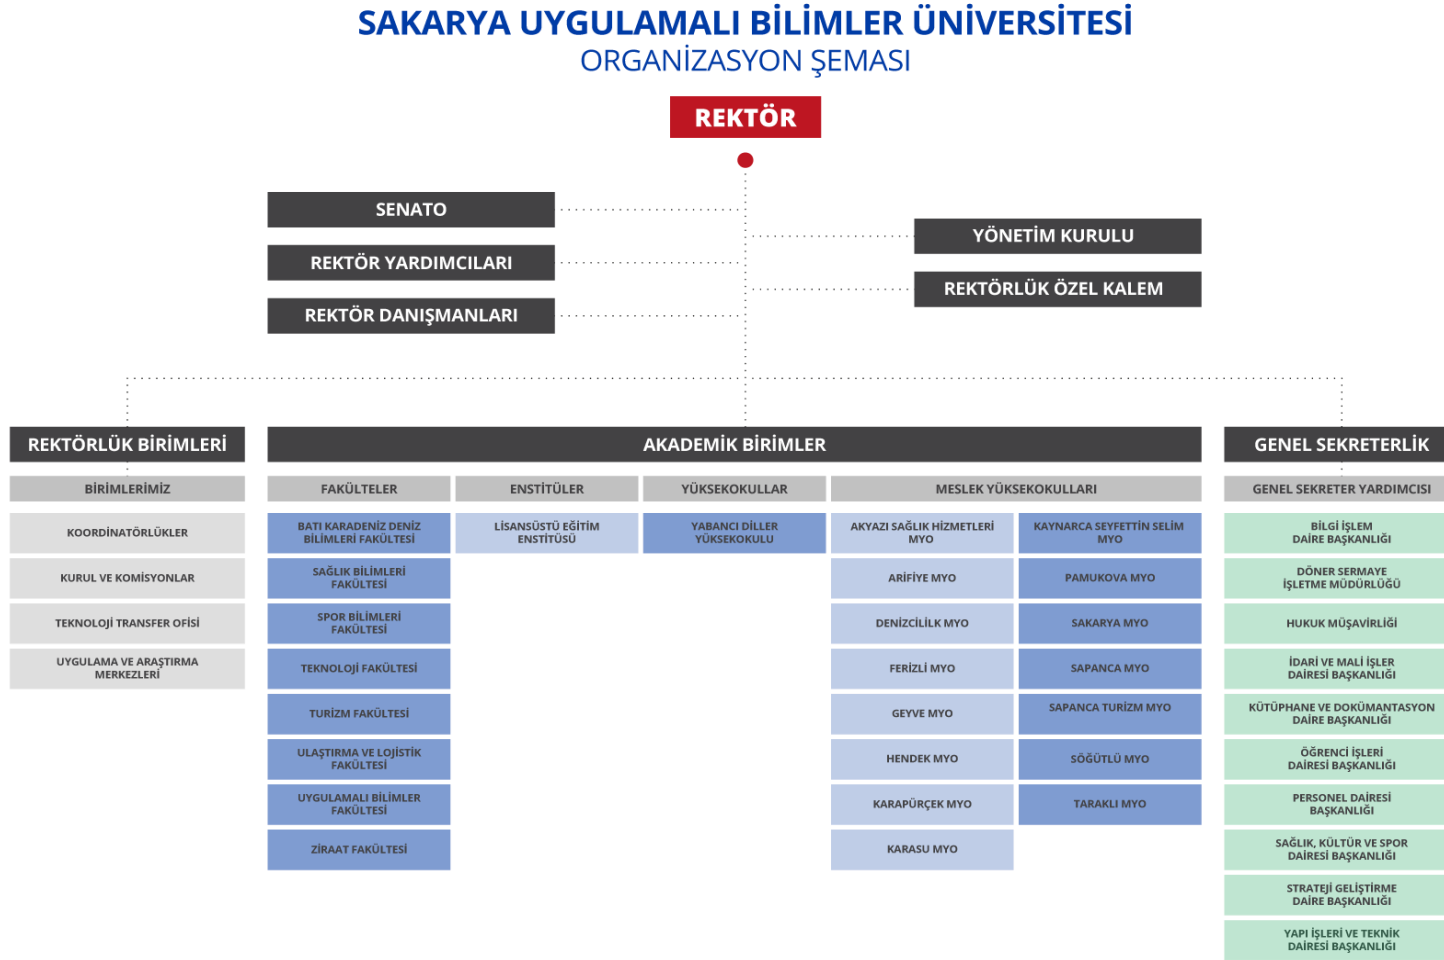 SAKARYA UYGULAMALI BİLİMLER ÜNİVERSİTESİ
ORGANİZASYON ŞEMASI
REKTÖR
SENATO
REKTÖR YARDIMCILARI
REKTÖR DANIŞMANLARI
YÖNETİM KURULU
REKTÖRLÜK ÖZEL KALEM
REKTÖRLÜK BİRİMLERİ
BİRİMLERİMİZ
KOORDİNATÖRLÜKLER
KURUL VE KOMİSYONLAR
TEKNOLOJİ TRANSFER OFİSİ
UYGULAMA VE ARAŞTIRMA
MERKEZLERİ
AKADEMİK BİRİMLER
FAKÜLTELER
BATI KARADENİZ DENİZ
BİLİMLERİ FAKÜLTESİ
SAĞLIK BİLİMLERİ
FAKÜLTESİ
SPOR BİLİMLERİ
FAKÜLTESİ
TEKNOLOJİ FAKÜLTESİ
TURİZM FAKÜLTESİ
ULAŞTIRMA VE LOJİSTİK
FAKÜLTESİ
UYGULAMALI BİLİMLER
FAKÜLTESİ
ZİRAAT FAKÜLTESİ
ENSTİTÜLER
LİSANSÜSTÜ EĞİTİM
ENSTİTÜSÜ
YÜKSEKOKULLAR
YABANCI DİLLER
YÜKSEKOKULU
MESLEK YÜKSEKOKULLARI
AKYAZI SAĞLIK HİZMETLERİ
MYO
ARİFİYE MYO
DENİZCİLİLK MYO
FERİZLİ MYO
GEYVE MYO
HENDEK MYO
KARAPÜRÇEK MYO
KARASU MYO
KAYNARCA SEYFETTİN SELİM
MYO
PAMUKOVA MYO
SAKARYA MYO
SAPANCA MYO
SAPANCA TURİZM MYO
SÖĞÜTLÜ MYO
TARAKLI MYO
GENEL SEKRETERLİK
GENEL SEKRETER YARDIMCISI
BİLGİ İŞLEM
DAİRE BAŞKANLIĞI
DÖNER SERMAYE
İŞLETME MÜDÜRLÜĞÜ
HUKUK MÜŞAVİRLİĞİ
İDARİ VE MALİ İŞLER
DAİRESİ BAŞKANLIĞI
KÜTÜPHANE VE DOKÜMANTASYON
DAİRE BAŞKANLIĞI
ÖĞRENCİ İŞLERİ
DAİRESİ BAŞKANLIĞI
PERSONEL DAİRESİ
BAŞKANLIĞI
SAĞLIK, KÜLTÜR VE SPOR
DAİRESİ BAŞKANLIĞI
STRATEJİ GELİŞTİRME
DAİRE BAŞKANLIĞI
YAPI İŞLERİ VE TEKNİK
DAİRESİ BAŞKANLIĞI